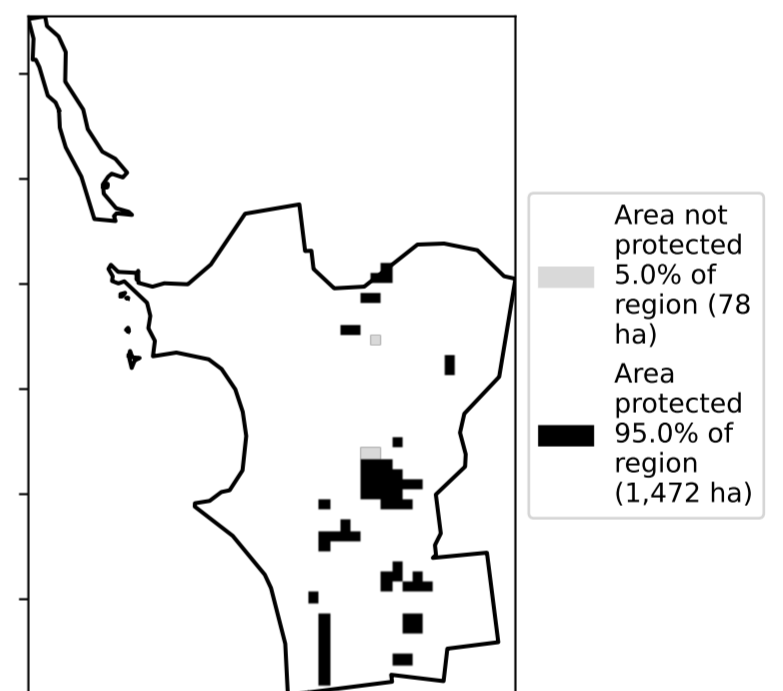 Area not
protected
5.0% of
region (78
ha)
Area
protected
95.0% of
region
(1,472 ha)